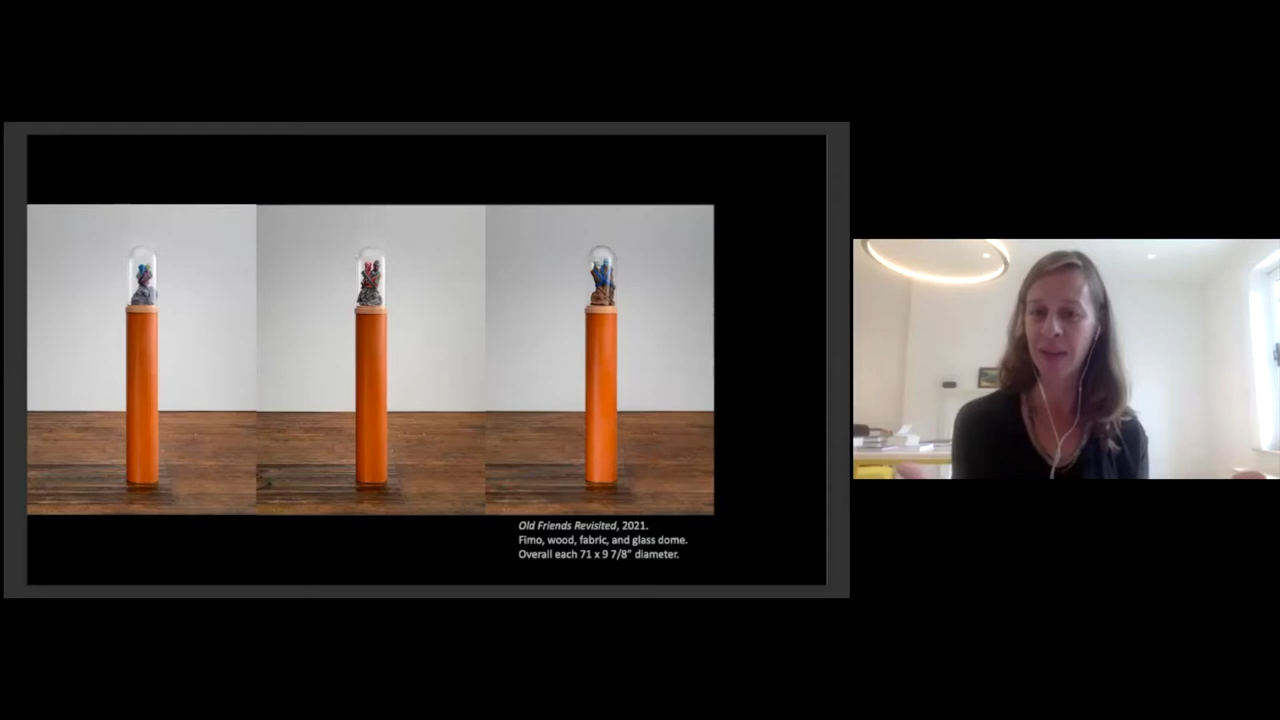 Old Friends Revisited, 2021.
Fimo, wood, fabric, and glass dome.
Overall each 71 x 9 7/8" diameter.